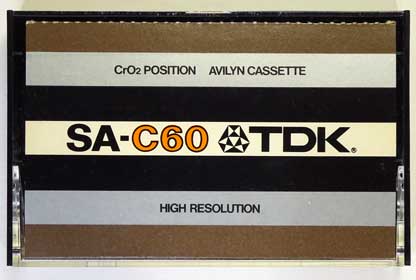 CrO2 POSITION AVILYN CASSETTE
SA-C60 TDK®
HIGH RESOLUTION